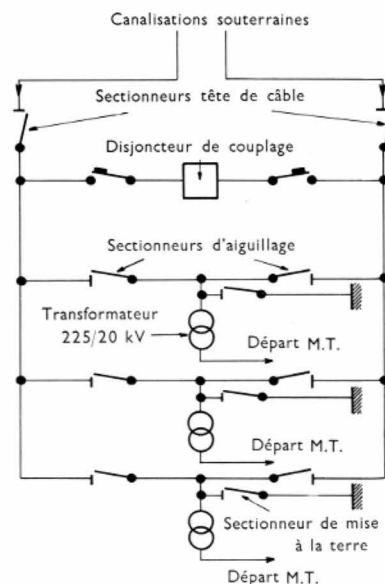 Canalisations souterraines
Sectionneurs tête de câble
Disjoncteur de couplage
Sectionneurs d'aiguillage
Transformateur
225/20 kV
Départ M.T.
Départ M.T.
Sectionneur de mise
à la terre
Départ M.T.